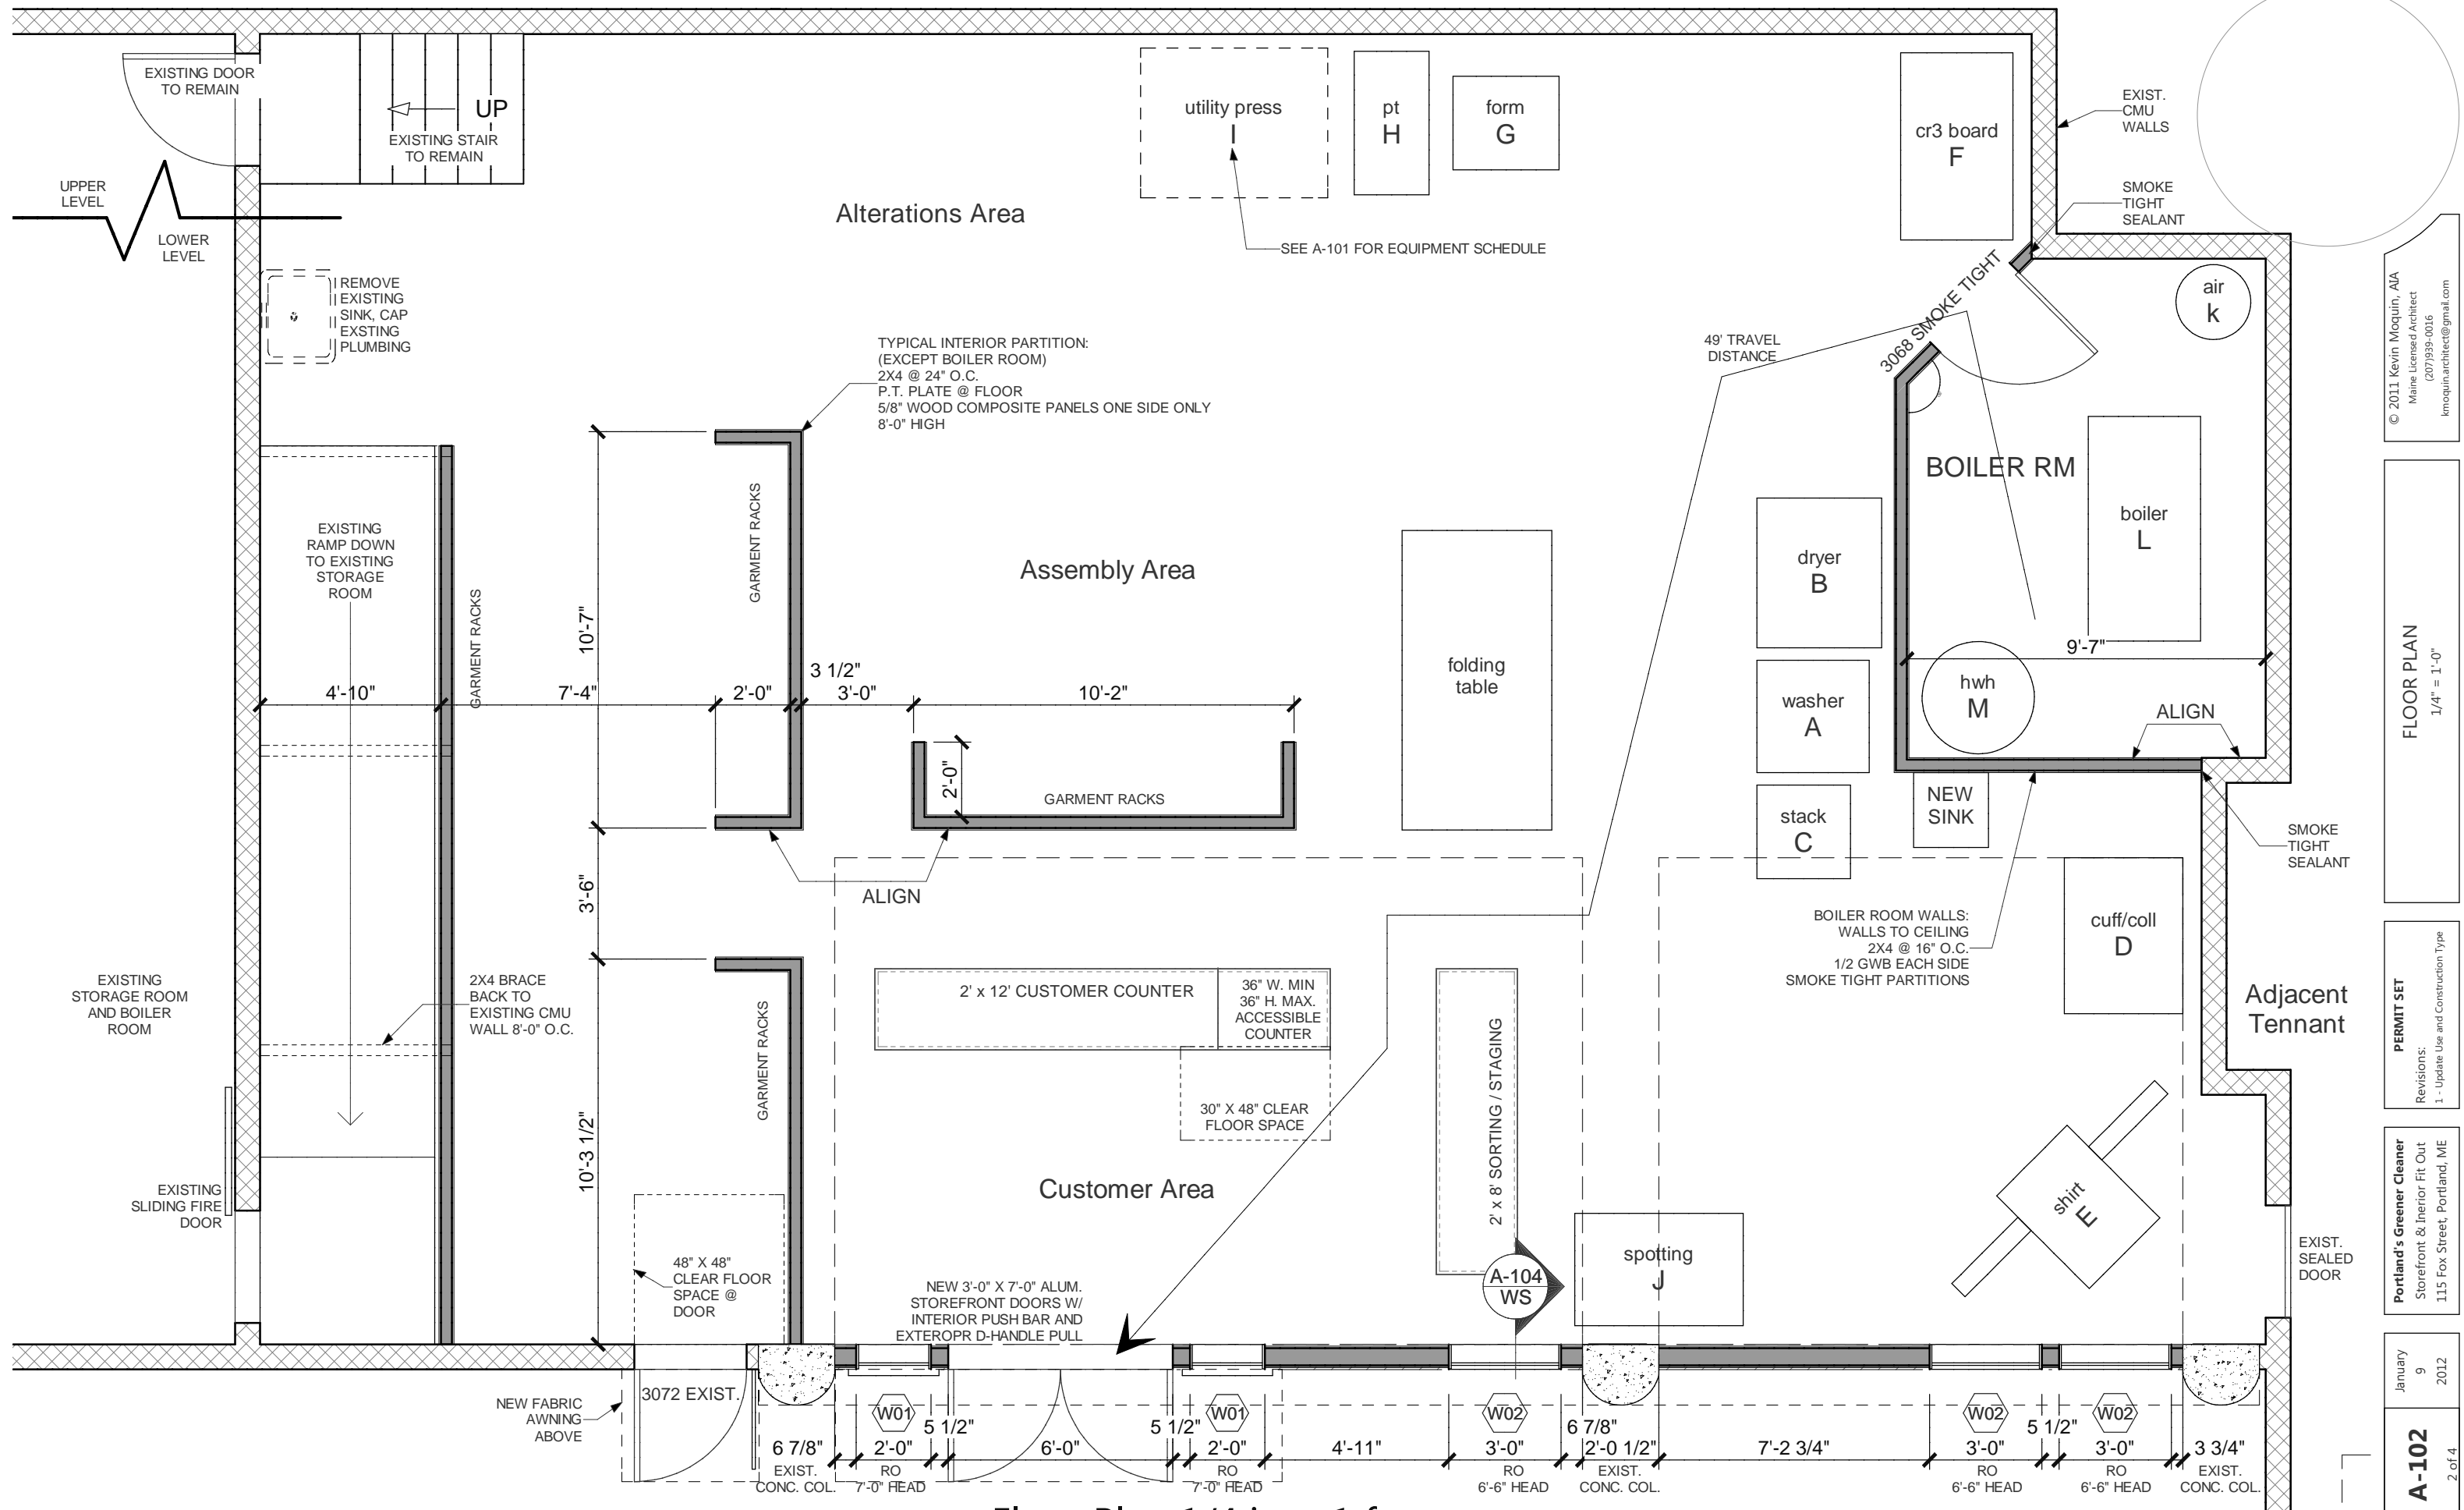 EXISTING DOOR
TO REMAIN
UP
EXISTING STAIR
TO REMAIN
UPPER
LEVEL
LOWER
LEVEL
REMOVE
EXISTING
SINK, CAP
EXSTING
PLUMBING
Alterations Area
utility press
I
pt
H
form
G
cr3 board
F
SEE A-101 FOR EQUIPMENT SCHEDULE
EXIST.
CMU
WALLS
SMOKE
TIGHT
SEALANT
3068 SMOKE TIGHT
air
k
49' TRAVEL
DISTANCE
TYPICAL INTERIOR PARTITION:
(EXCEPT BOILER ROOM)
2X4 @ 24" O.C.
P.T. PLATE @ FLOOR
5/8" WOOD COMPOSITE PANELS ONE SIDE ONLY
8'-0" HIGH
BOILER RM
boiler
L
dryer
B
washer
A
stack
C
hwh
M
9'-7"
ALIGN
NEW
SINK
SMOKE
TIGHT
SEALANT
EXISTING
RAMP DOWN
TO EXISTING
STORAGE
ROOM
GARMENT RACKS
GARMENT RACKS
Assembly Area
folding
table
10'-7"
4'-10"
7'-4"
2'-0"
3 1/2"
3'-0"
10'-2"
2'-0"
GARMENT RACKS
ALIGN
3'-6"
BOILER ROOM WALLS:
WALLS TO CEILING
2X4 @ 16" O.C.
1/2 GWB EACH SIDE
SMOKE TIGHT PARTITIONS
cuff/coll
D
Adjacent
Tennant
EXISTING
STORAGE ROOM
AND BOILER
ROOM
2X4 BRACE
BACK TO
EXISTING CMU
WALL 8'-0" O.C.
GARMENT RACKS
10'-3 1/2"
2' x 12' CUSTOMER COUNTER
36" W. MIN
36" H. MAX.
ACCESSIBLE
COUNTER
30" X 48" CLEAR
FLOOR SPACE
2' x 8' SORTING / STAGING
Customer Area
EXISTING
SLIDING FIRE
DOOR
48" X 48"
CLEAR FLOOR
SPACE @
DOOR
NEW 3'-0" X 7'-0" ALUM.
STOREFRONT DOORS W/
INTERIOR PUSH BAR AND
EXTEROPR D-HANDLE PULL
A-104
WS
spotting
J
shirt
E
EXIST.
SEALED
DOOR
NEW FABRIC
AWNING
ABOVE
3072 EXIST.
W01
W01
W02
W02
W02
6 7/8"
2'-0"
5 1/2"
6'-0"
5 1/2"
2'-0"
4'-11"
3'-0"
6 7/8"
2'-0 1/2"
7'-2 3/4"
3'-0"
5 1/2"
3'-0"
3 3/4"
EXIST.
CONC. COL.
RO
7'-0" HEAD
RO
7'-0" HEAD
RO
6'-6" HEAD
EXIST.
CONC. COL.
RO
6'-6" HEAD
RO
6'-6" HEAD
EXIST.
CONC. COL.
© 2011 Kevin Moquin, AIA
Maine Licensed Architect
(207)939-0016
kmoquin.architect@gmail.com
FLOOR PLAN
1/4" = 1'-0"
PERMIT SET
Revisions:
1 - Update Use and Construction Type
Portland's Greener Cleaner
Storefront & Inerior Fit Out
115 Fox Street, Portland, ME
January
9
2012
A-102
2 of 4